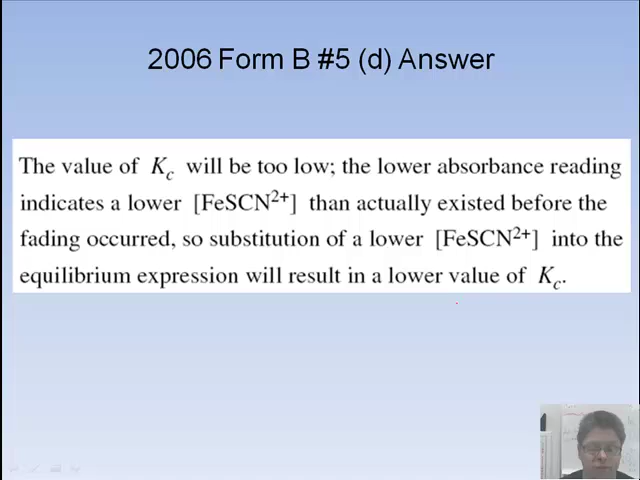 2006 Form B #5 (d) Answer
The value of Kc will be too low; the lower absorbance reading
indicates a lower [FeSCN2+] than actually existed before the
fading occurred, so substitution of a lower [FeSCN2+] into the
equilibrium expression will result in a lower value of Kc.